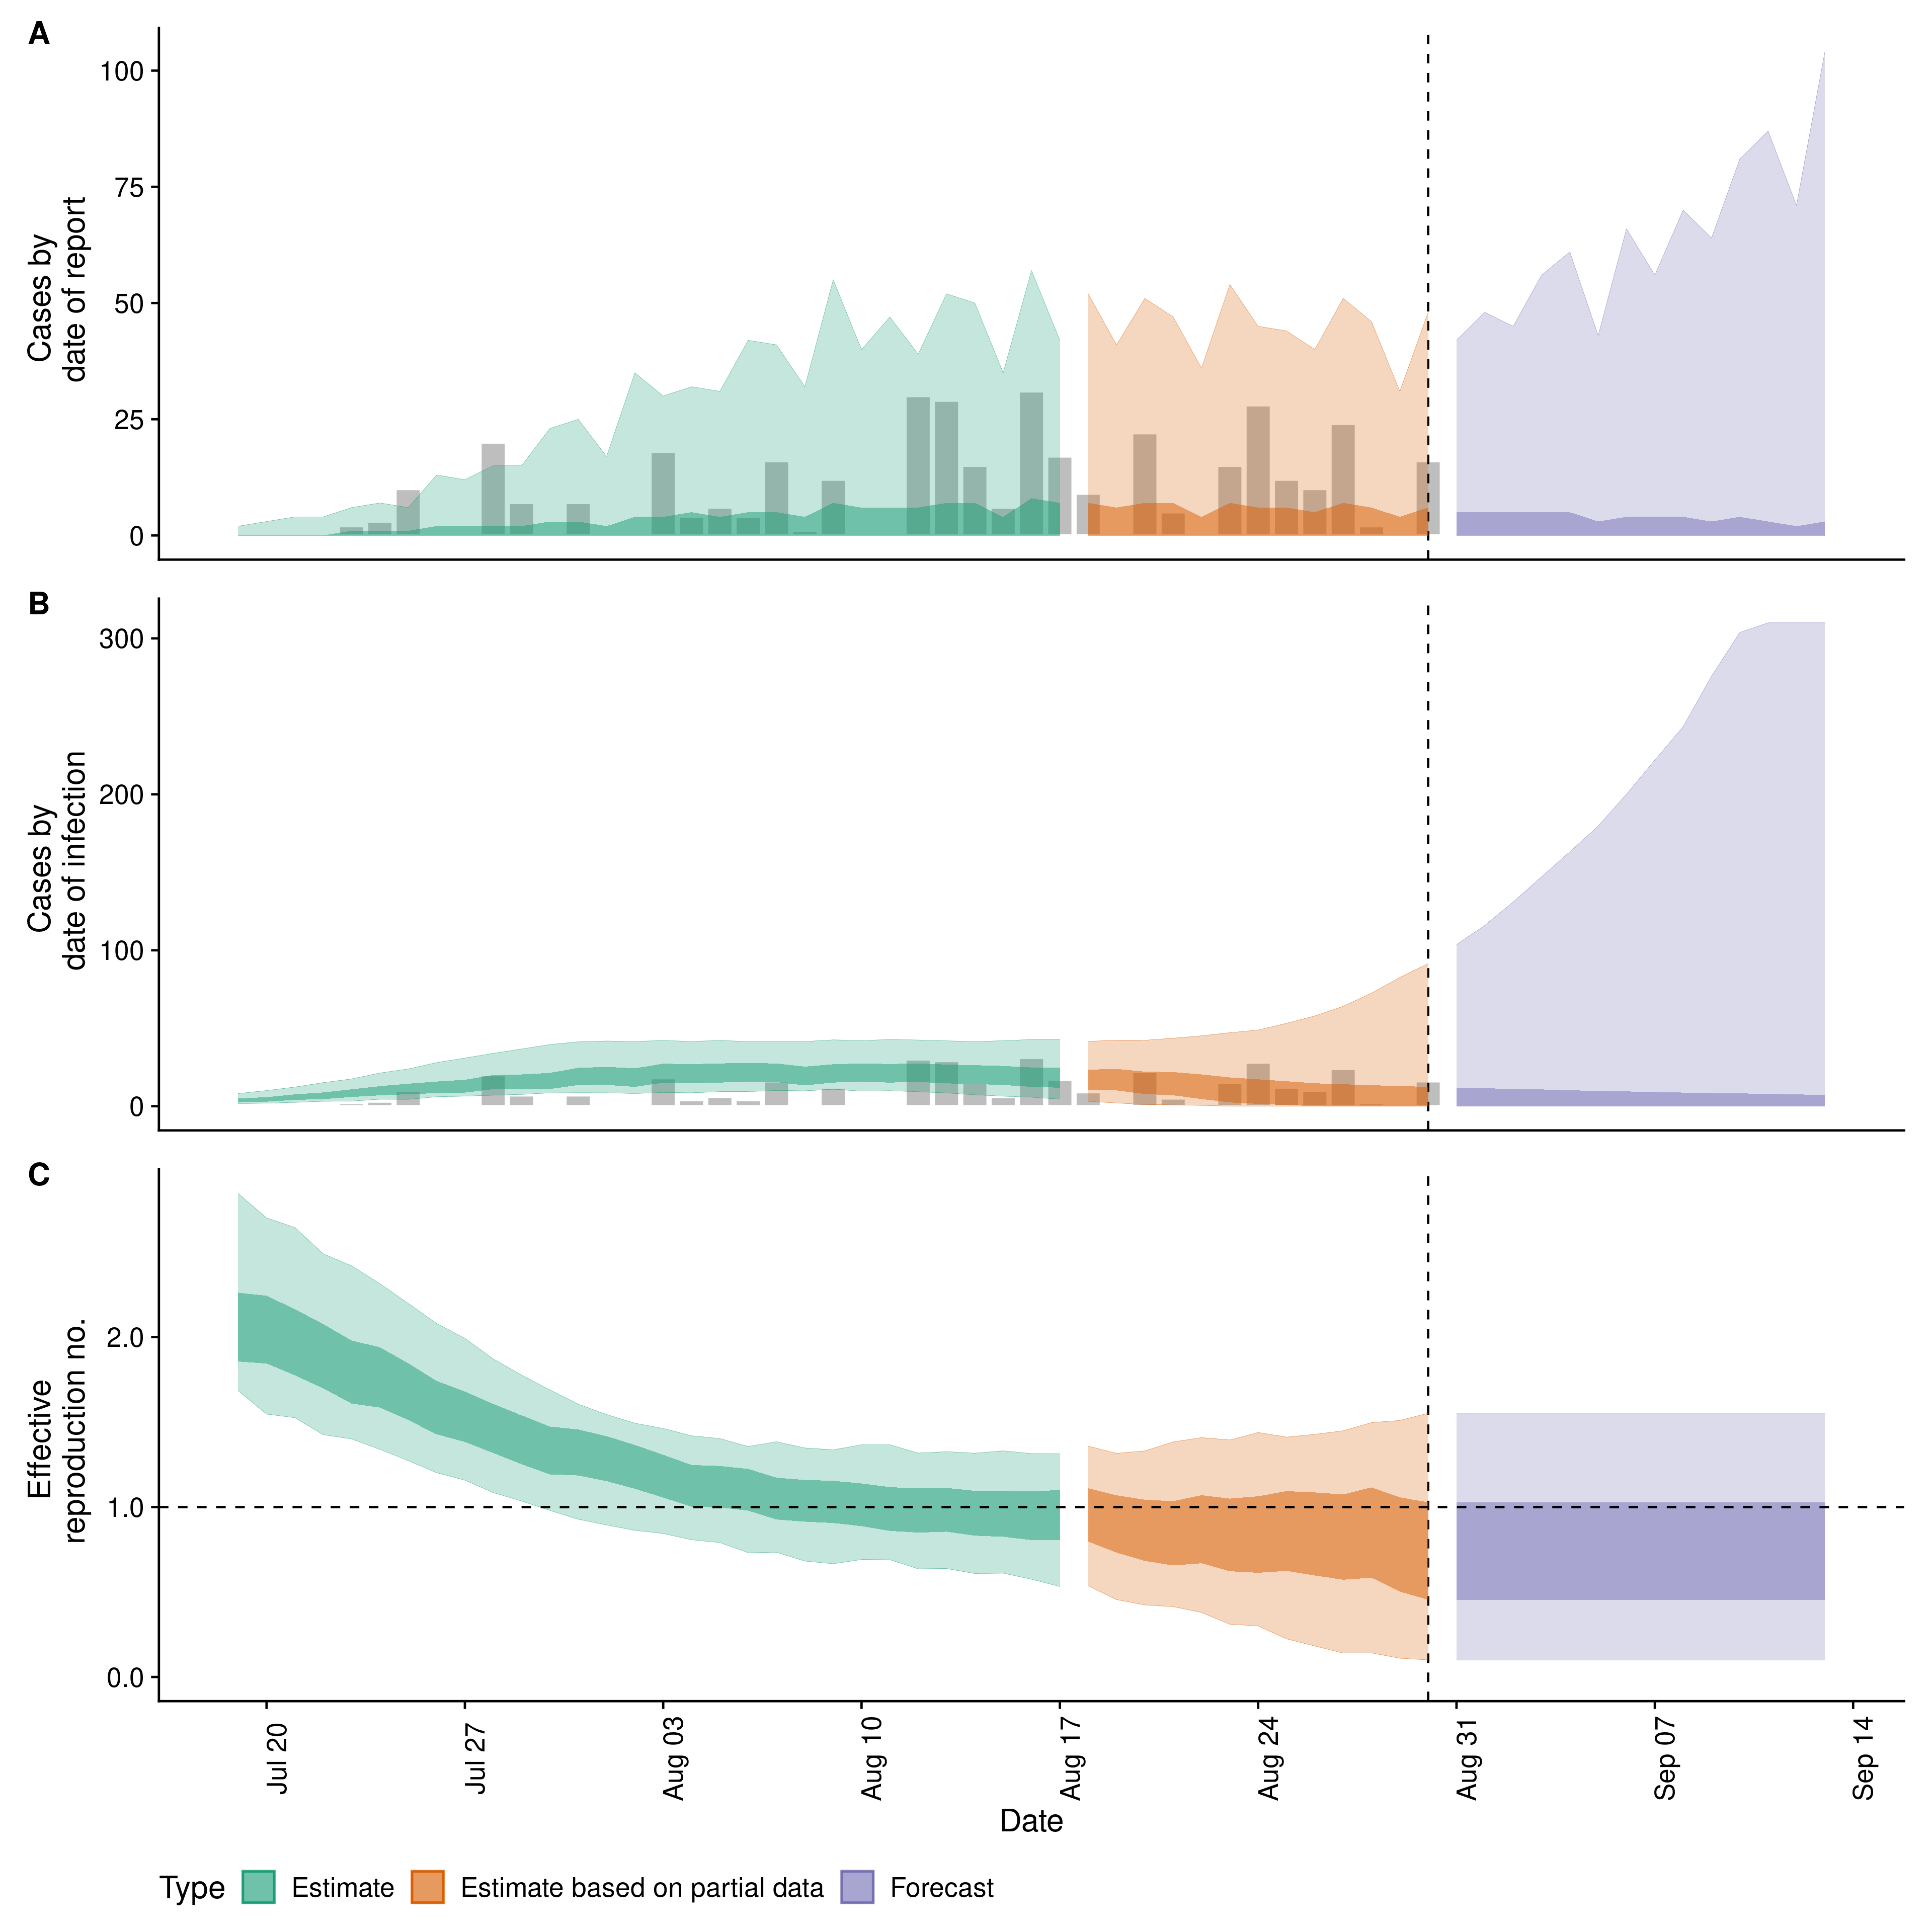 A
100
75
50
25
0
Cases by
date of report
B
300
200
100
0
Cases by
date of infection
C
2.0
1.0
0.0
Effective
reproduction no.
Jul 20
Jul 27
Aug 03
Aug 10
Aug 17
Aug 24
Aug 31
Sep 07
Sep 14
Date
Type Estimate Estimate based on partial data Forecast